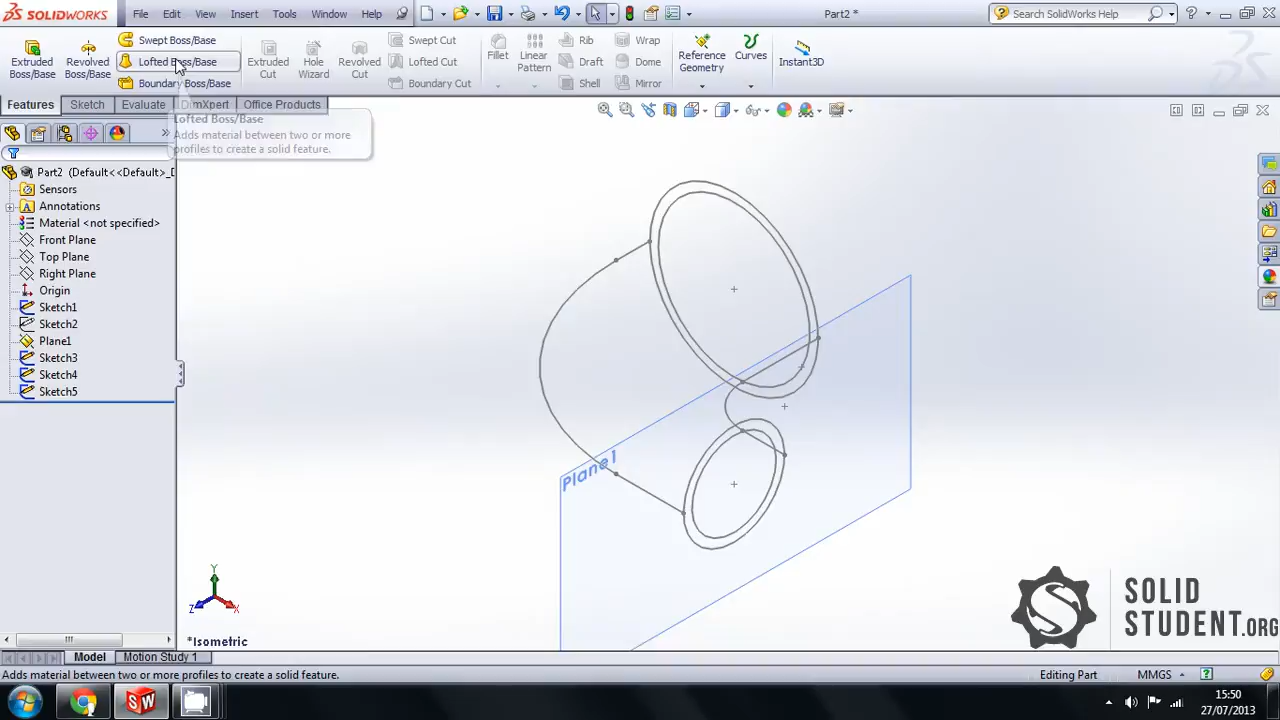 SOLIDWORKS
File
Edit
View
Insert
Tools
Window
Help
Part2 *
Search SolidWorks Help
Extruded Boss/Base
Revolved Boss/Base
Swept Boss/Base
Lofted Boss/Base
Boundary Boss/Base
Extruded Cut
Hole Wizard
Revolved Cut
Swept Cut
Lofted Cut
Boundary Cut
Fillet
Linear Pattern
Rib
Draft
Shell
Wrap
Dome
Mirror
Reference Geometry
Curves
Instant3D
Features
Sketch
Evaluate
DimXpert
Office Products
Lofted Boss/Base
Adds material between two or more
profiles to create a solid feature.
Part2 (Default<<Default>_D
Sensors
Annotations
Material <not specified>
Front Plane
Top Plane
Right Plane
Origin
Sketch1
Sketch2
Plane1
Sketch3
Sketch4
Sketch5
Plane1
Y
Z
X
*Isometric
SOLID
STUDENT.ORG
Model
Motion Study 1
Adds material between two or more profiles to create a solid feature.
Editing Part
MMGS
15:50
27/07/2013